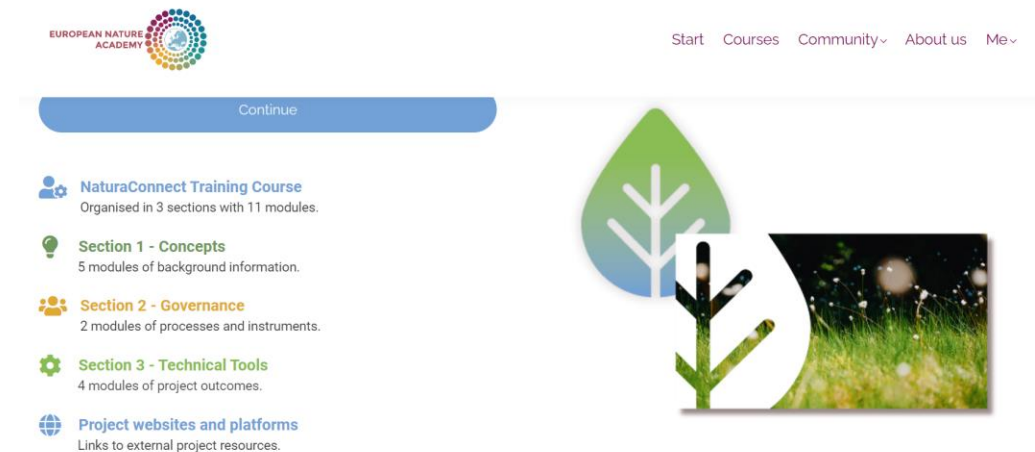 EUROPEAN NATURE
ACADEMY
Start Courses Community About us Me
Continue
NaturaConnect Training Course
Organised in 3 sections with 11 modules.
Section 1 - Concepts
5 modules of background information.
Section 2 - Governance
2 modules of processes and instruments.
Section 3 - Technical Tools
4 modules of project outcomes.
Project websites and platforms
Links to external project resources.